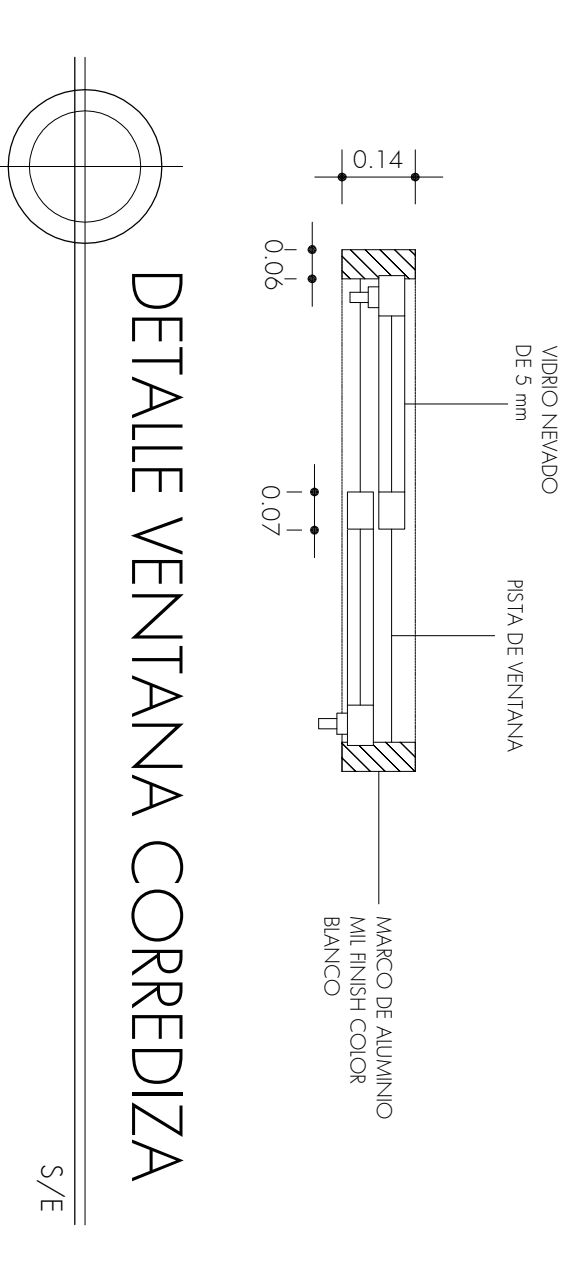 VIDRIO NEVADO
DE 5 mm
PISTA DE VENTANA
MARCO DE ALUMINIO
MIL FINISH COLOR
BLANCO
0.14
0.06
0.07
DETALLE VENTANA CORREDIZA
S/E